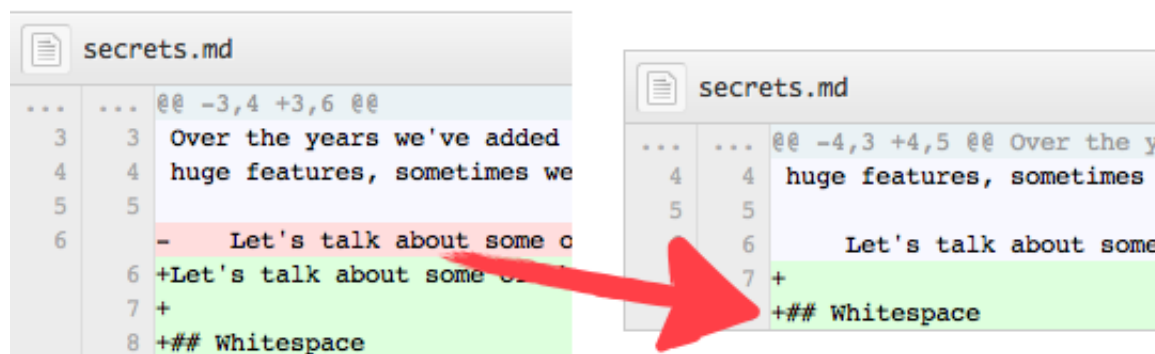 secrets.md
... ... @@ -3,4 +3,6 @@
3 3 Over the years we've added
4 4 huge features, sometimes we
5 5
6 - Let's talk about some
6 +Let's talk about some
7 +
8 +## Whitespace
secrets.md
... ... @@ -4,3 +4,5 @@ Over the
4 4 huge features, sometimes
5 5
6 Let's talk about some
7 +
+## Whitespace